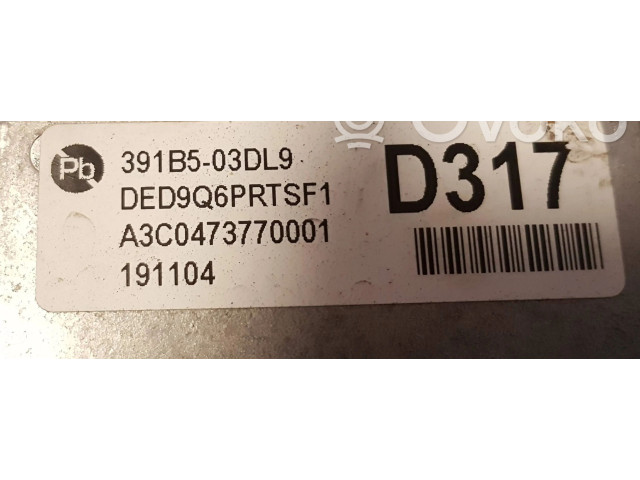 Pb
391B5-03DL9
DED9Q6PRTSF1
A3C0473770001
191104
D317